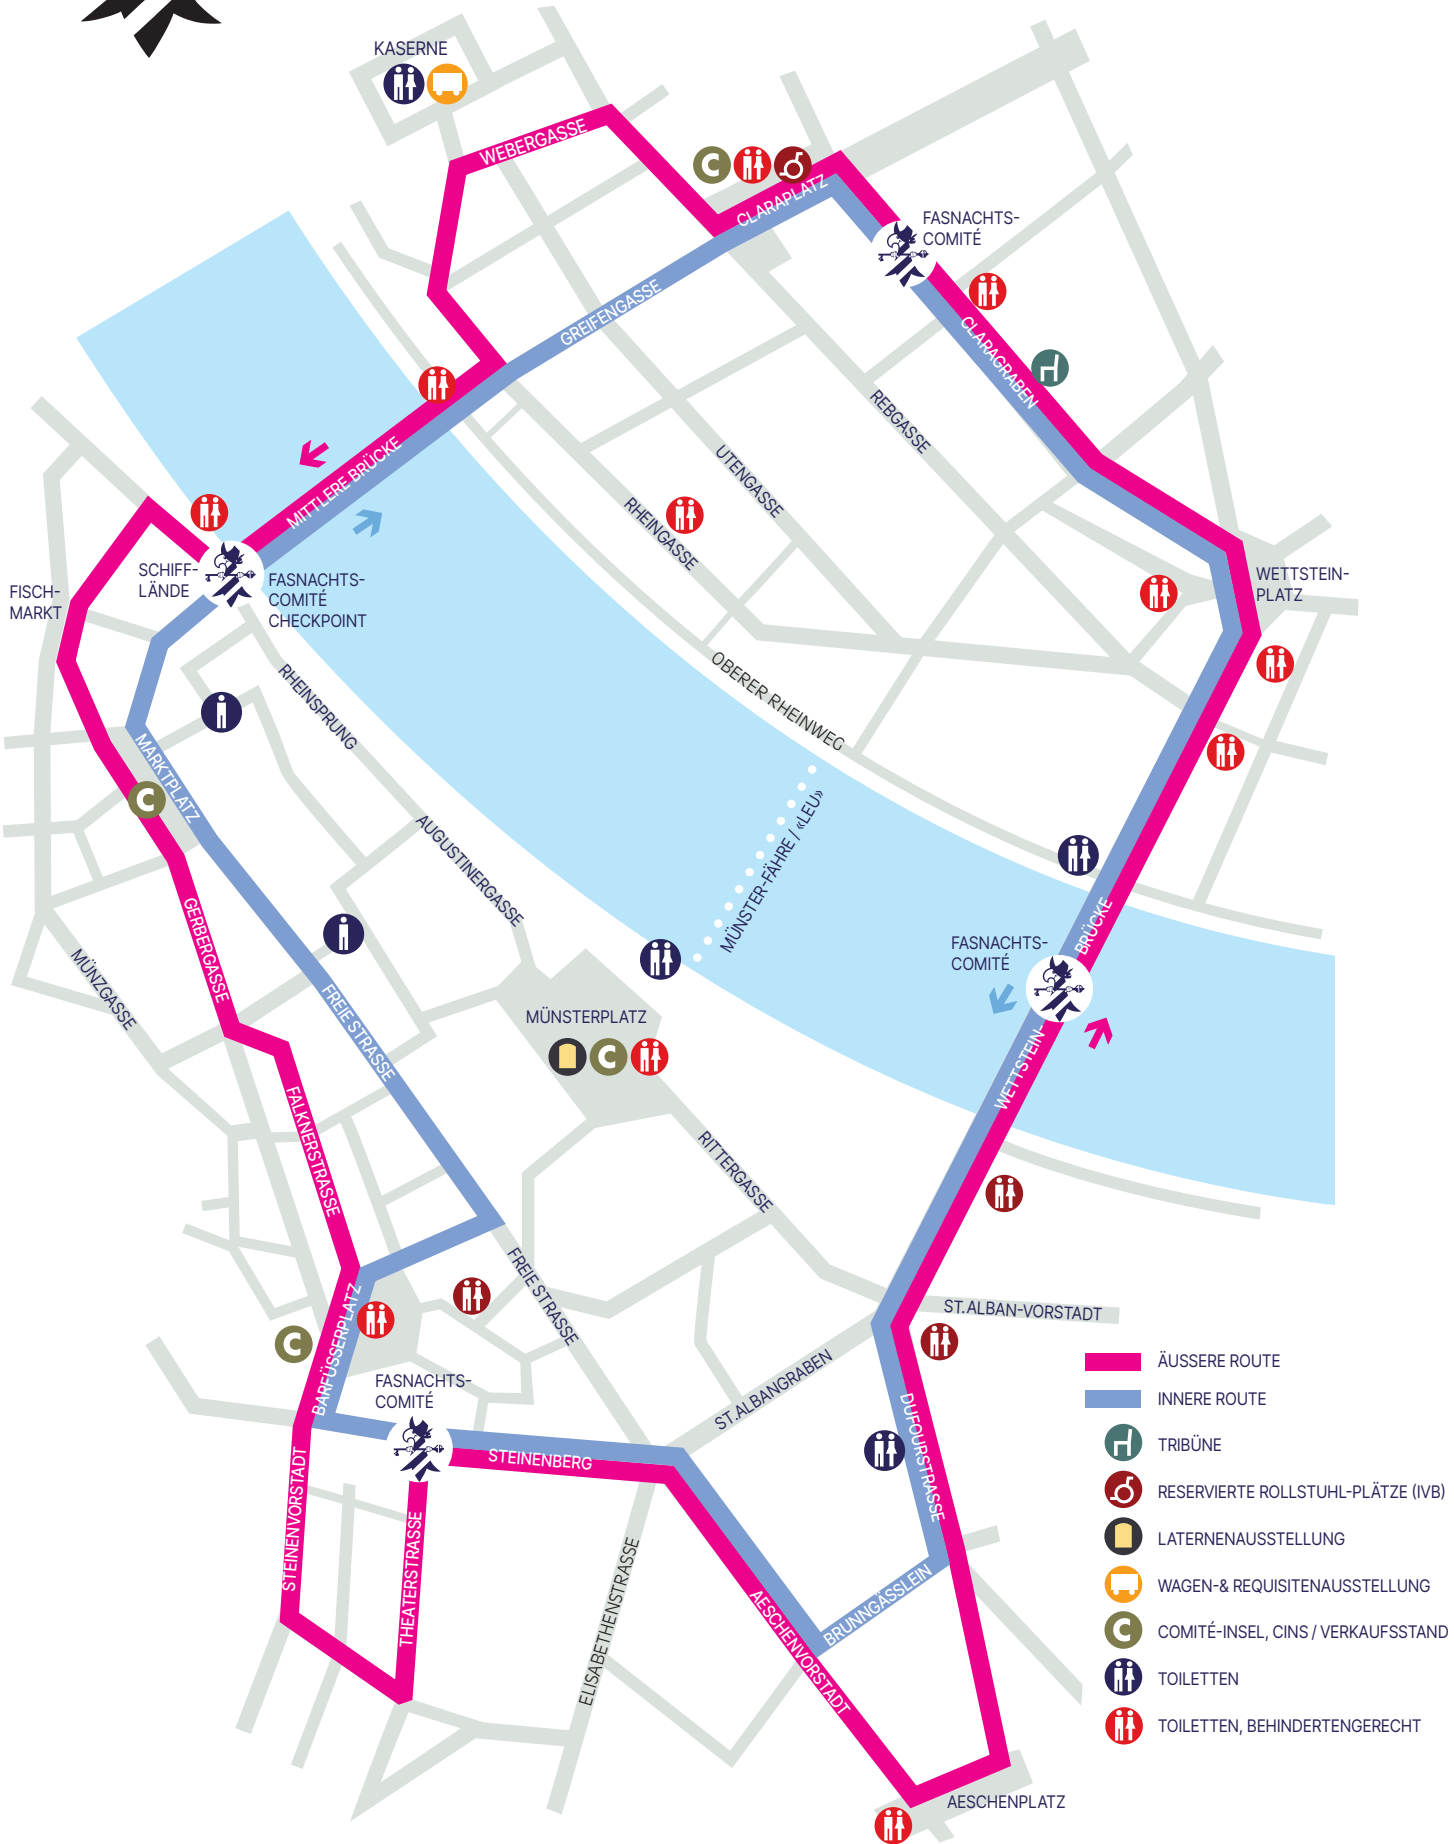 KASERNE
WEBERGASSE
C
CLARAPLATZ
FASNACHTS-
COMITÉ
GREIFENGASSE
CLARAGRABEN
REBGASSE
MITTLERE BRÜCKE
UTENGASSE
RHEINGASSE
SCHIFF-
LÄNDE
FASNACHTS-
COMITÉ
CHECKPOINT
FISCH-
MARKT
WETTSTEIN-
PLATZ
RHEINSPRUNG
OBERER RHEINWEG
MARKTPLATZ
C
MÜNSTER-FÄHRE / «LEU»
AUGUSTINERGASSE
GERBERGASSE
MÜNZGASSE
FREIE STRASSE
FASNACHTS-
COMITÉ
WETTSTEIN-
BRÜCKE
MÜNSTERPLATZ
C
FALKNERSTRASSE
RITTERGASSE
FREIE STRASSE
ST.ALBAN-VORSTADT
C
BARFÜSSERPLATZ
FASNACHTS-
COMITÉ
ST.ALBANGRABEN
DUFOURSTRASSE
STEINENBERG
STEINENVORSTADT
THEATERSTRASSE
ELISABETHENSTRASSE
AESCHENVORSTADT
BRUNNGÄSSLEIN
AESCHENPLATZ
ÄUSSERE ROUTE
INNERE ROUTE
TRIBÜNE
RESERVIERTE ROLLSTUHL-PLÄTZE (IVB)
LATERNENAUSSTELLUNG
WAGEN-& REQUISITENAUSSTELLUNG
C
COMITÉ-INSEL, CINS / VERKAUFSSTAND
TOILETTEN
TOILETTEN, BEHINDERTENGERECHT